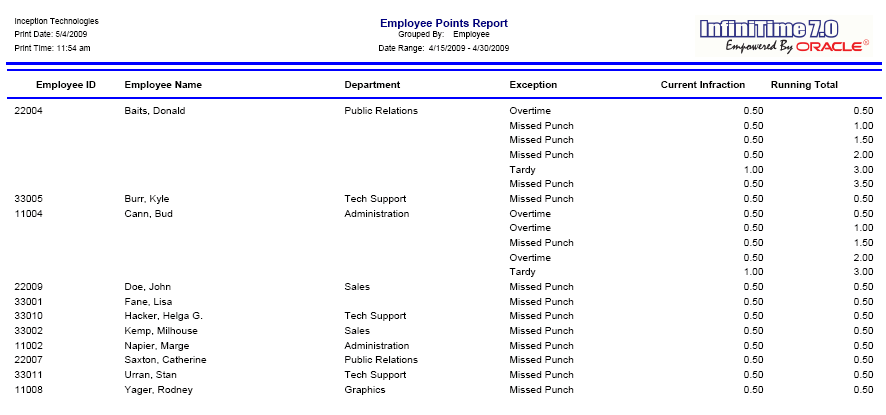 Inception Technologies
Print Date: 5/4/2009
Print Time: 11:54 am
Employee Points Report
Grouped By: Employee
Date Range: 4/15/2009 - 4/30/2009
InfiniTime 7.0
Empowered By ORACLE®
Employee ID Employee Name Department Exception Current Infraction Running Total
22004 Baits, Donald Public Relations Overtime 0.50 0.50
Missed Punch 0.50 1.00
Missed Punch 0.50 1.50
Missed Punch 0.50 2.00
Tardy 1.00 3.00
Missed Punch 0.50 3.50
33005 Burr, Kyle Tech Support Missed Punch 0.50 0.50
11004 Cann, Bud Administration Overtime 0.50 0.50
Overtime 0.50 1.00
Missed Punch 0.50 1.50
Overtime 0.50 2.00
Tardy 1.00 3.00
22009 Doe, John Sales Missed Punch 0.50 0.50
33001 Fane, Lisa Missed Punch 0.50 0.50
33010 Hacker, Helga G. Tech Support Missed Punch 0.50 0.50
33002 Kemp, Milhouse Sales Missed Punch 0.50 0.50
11002 Napier, Marge Administration Missed Punch 0.50 0.50
22007 Saxton, Catherine Public Relations Missed Punch 0.50 0.50
33011 Urran, Stan Tech Support Missed Punch 0.50 0.50
11008 Yager, Rodney Graphics Missed Punch 0.50 0.50